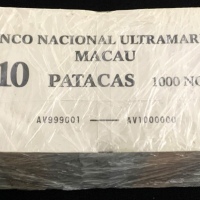 NCO NACIONAL ULTRAMAR
MACAU
10 PATACAS 1000 NO
AV999001 —— AV1000000